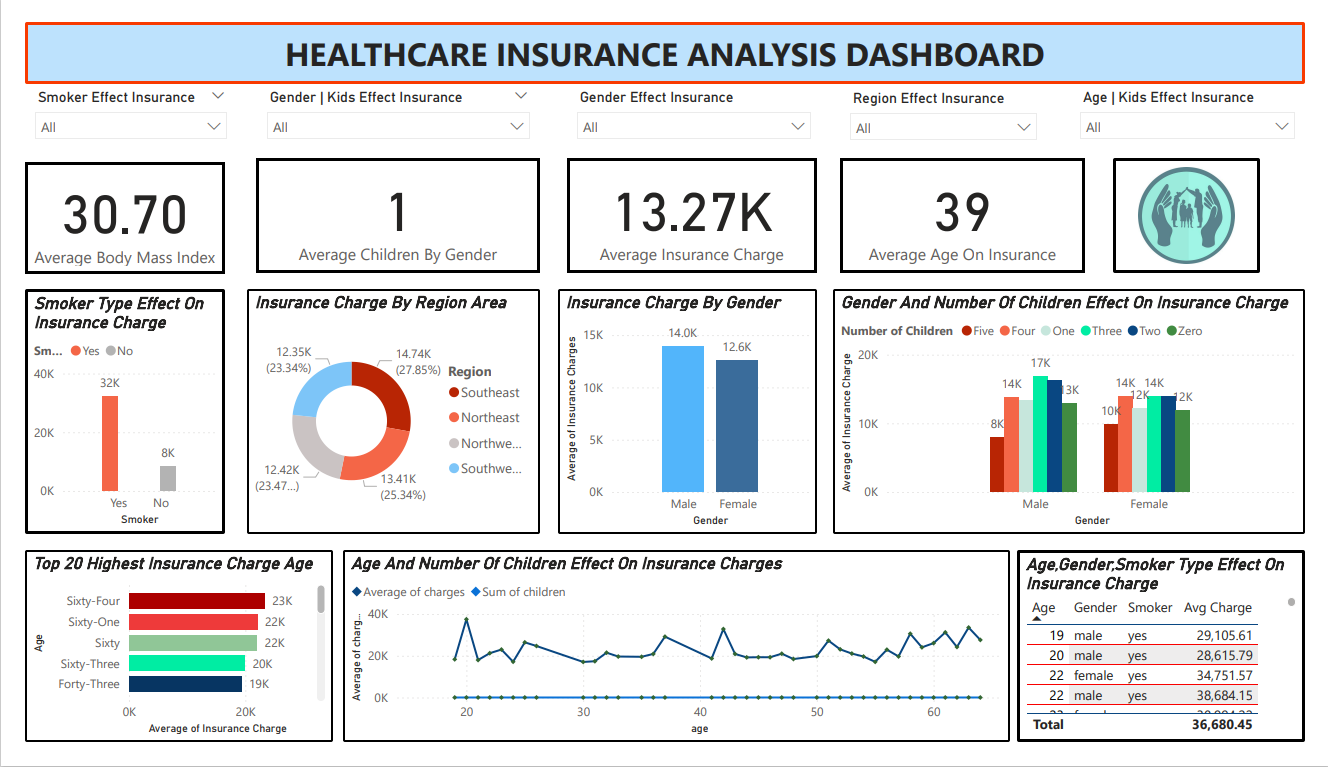 HEALTHCARE INSURANCE ANALYSIS DASHBOARD
Smoker Effect Insurance
All
Gender | Kids Effect Insurance
All
Gender Effect Insurance
All
Region Effect Insurance
All
Age | Kids Effect Insurance
All
30.70
Average Body Mass Index
1
Average Children By Gender
13.27K
Average Insurance Charge
39
Average Age On Insurance
Smoker Type Effect On
Insurance Charge
Sm... Yes No
40K
20K
0K
32K
8K
Yes No
Smoker
Insurance Charge By Region Area
12.35K
(23.34%)
14.74K
(27.85%)
12.42K
(23.47...)
13.41K
(25.34%)
Region
Southeast
Northeast
Northwe...
Southwe...
Insurance Charge By Gender
Average of Insurance Charges
15K
10K
5K
0K
14.0K
12.6K
Male Female
Gender
Gender And Number Of Children Effect On Insurance Charge
Number of Children Five Four One Three Two Zero
Average of Insurance Charge
20K
10K
0K
8K
14K
17K
13K
10K
14K
12K
14K
12K
Male Female
Gender
Top 20 Highest Insurance Charge Age
Age
Sixty-Four 23K
Sixty-One 22K
Sixty 22K
Sixty-Three 20K
Forty-Three 19K
0K 20K
Average of Insurance Charge
Age And Number Of Children Effect On Insurance Charges
Average of charges Sum of children
Average of charg...
40K
20K
0K
20 30 40 50 60
age
Age,Gender,Smoker Type Effect On
Insurance Charge
Age Gender Smoker Avg Charge
19 male yes 29,105.61
20 male yes 28,615.79
22 female yes 34,751.57
22 male yes 38,684.15
Total 36,680.45